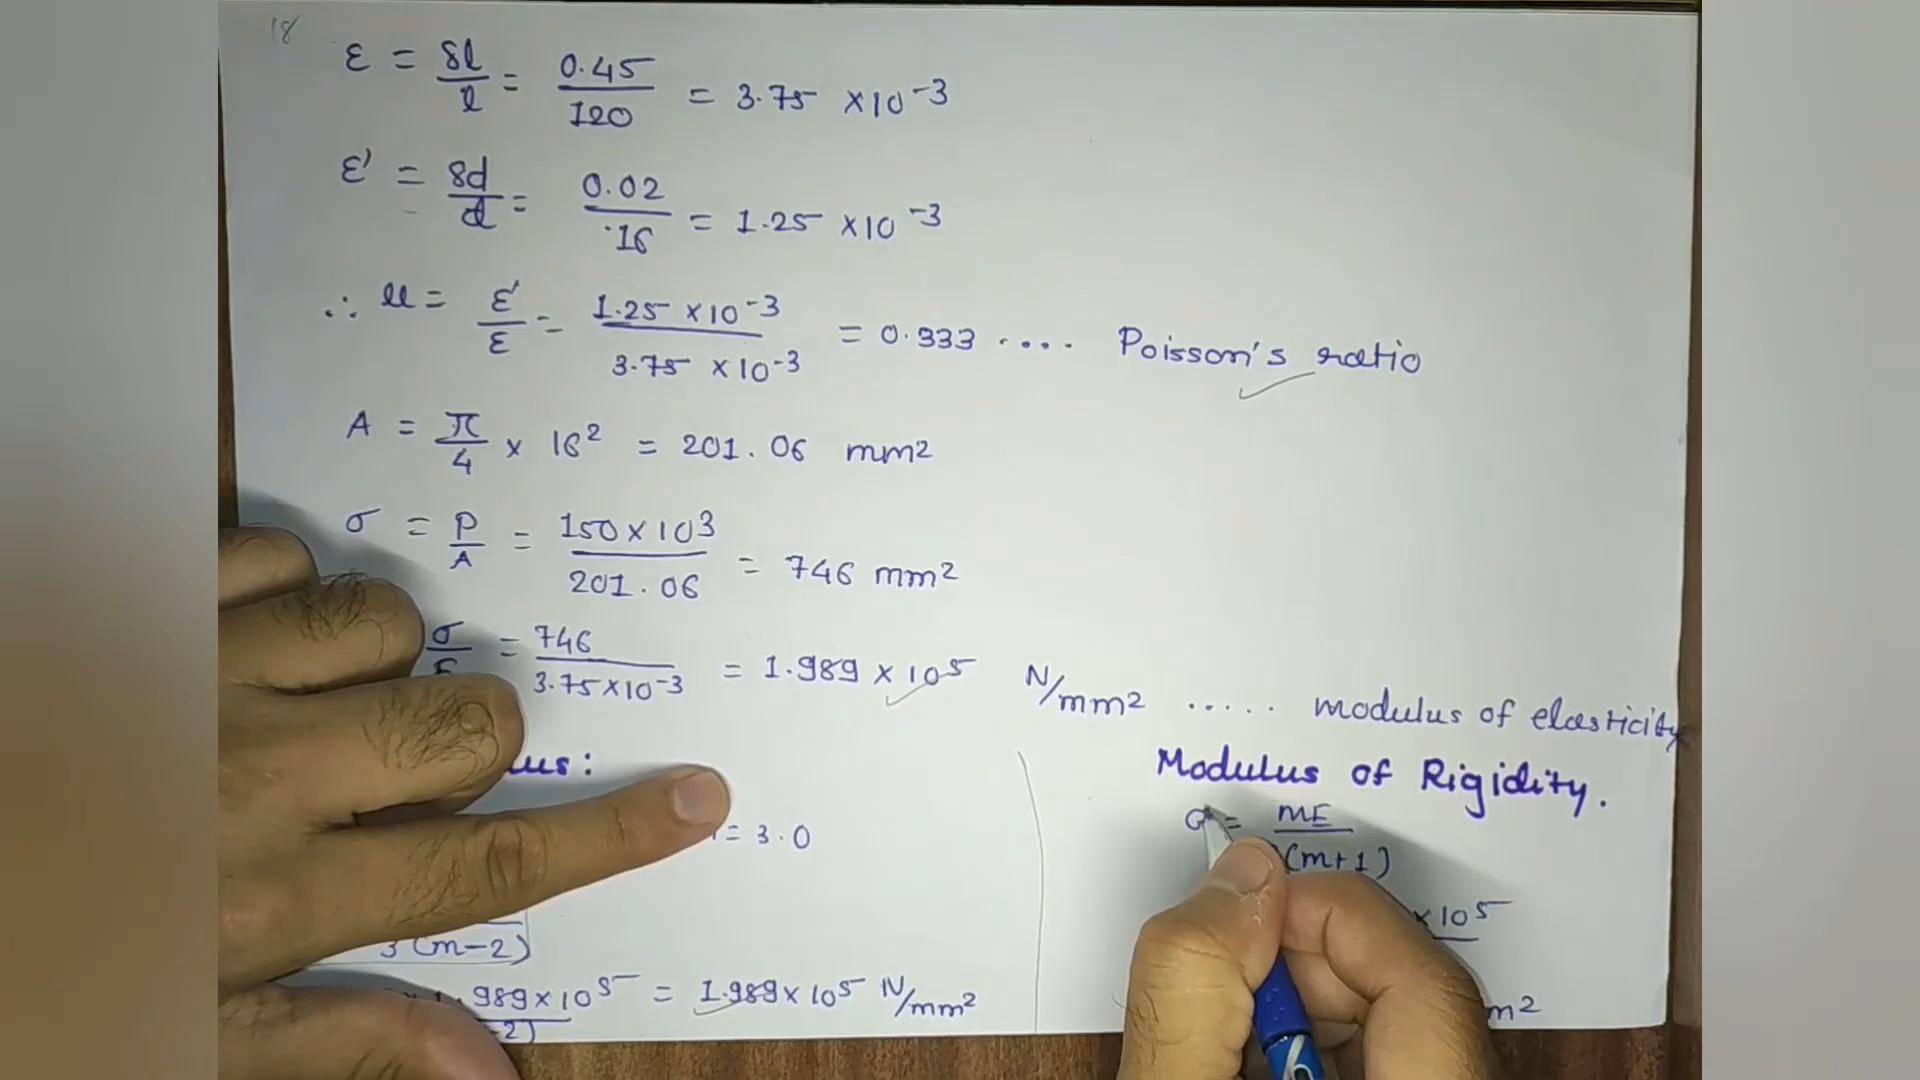 18
ε = δl/l = 0.45/120 = 3.75 ×10⁻³
ε' = δd/d = 0.02/16 = 1.25 ×10⁻³
∴ μ = ε'/ε = 1.25 ×10⁻³/3.75 ×10⁻³ = 0.333 .... Poisson's ratio
A = π/4 × 16² = 201.06 mm²
σ = P/A = 150×10³/201.06 = 746 mm²
σ/ε = 746/3.75×10⁻³ = 1.989 × 10⁵ N/mm² ..... modulus of elasticity
= 3.0
3(m-2)
.989×10⁵ = 1.989×10⁵ N/mm²
-2)
Modulus of Rigidity.
G = mE/(m+1)
×10⁵
m²